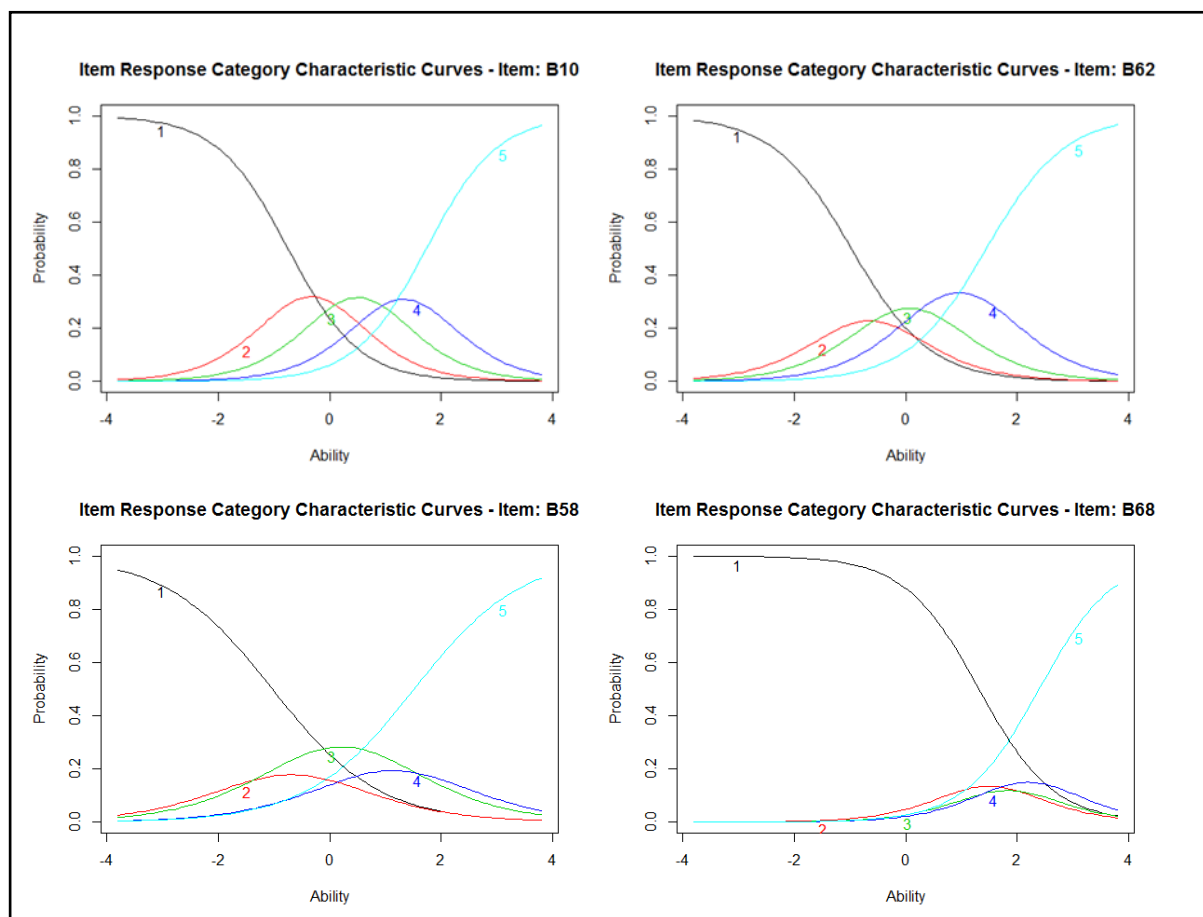 Item Response Category Characteristic Curves - Item: B10
Probability
0.0 0.2 0.4 0.6 0.8 1.0
1
2
3
4
5
-4 -2 0 2 4
Ability
Item Response Category Characteristic Curves - Item: B62
Probability
0.0 0.2 0.4 0.6 0.8 1.0
1
2
3
4
5
-4 -2 0 2 4
Ability
Item Response Category Characteristic Curves - Item: B58
Probability
0.0 0.2 0.4 0.6 0.8 1.0
1
2
3
4
5
-4 -2 0 2 4
Ability
Item Response Category Characteristic Curves - Item: B68
Probability
0.0 0.2 0.4 0.6 0.8 1.0
1
2
3
4
5
-4 -2 0 2 4
Ability